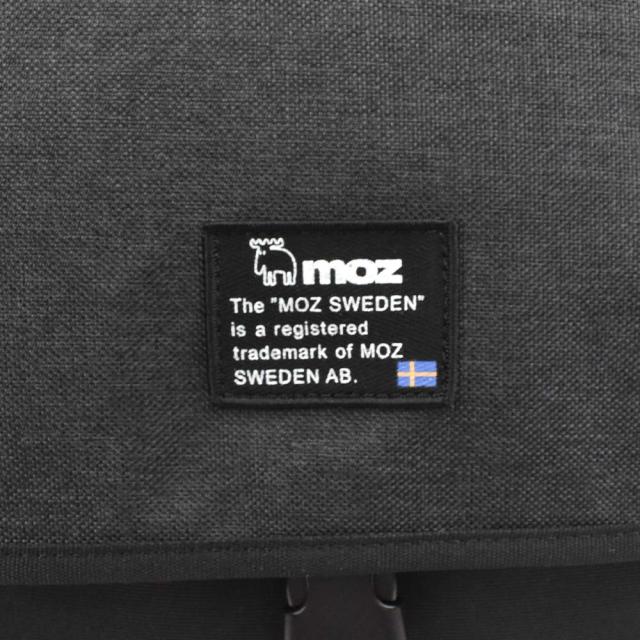 moz
The "MOZ SWEDEN"
is a registered
trademark of MOZ
SWEDEN AB.